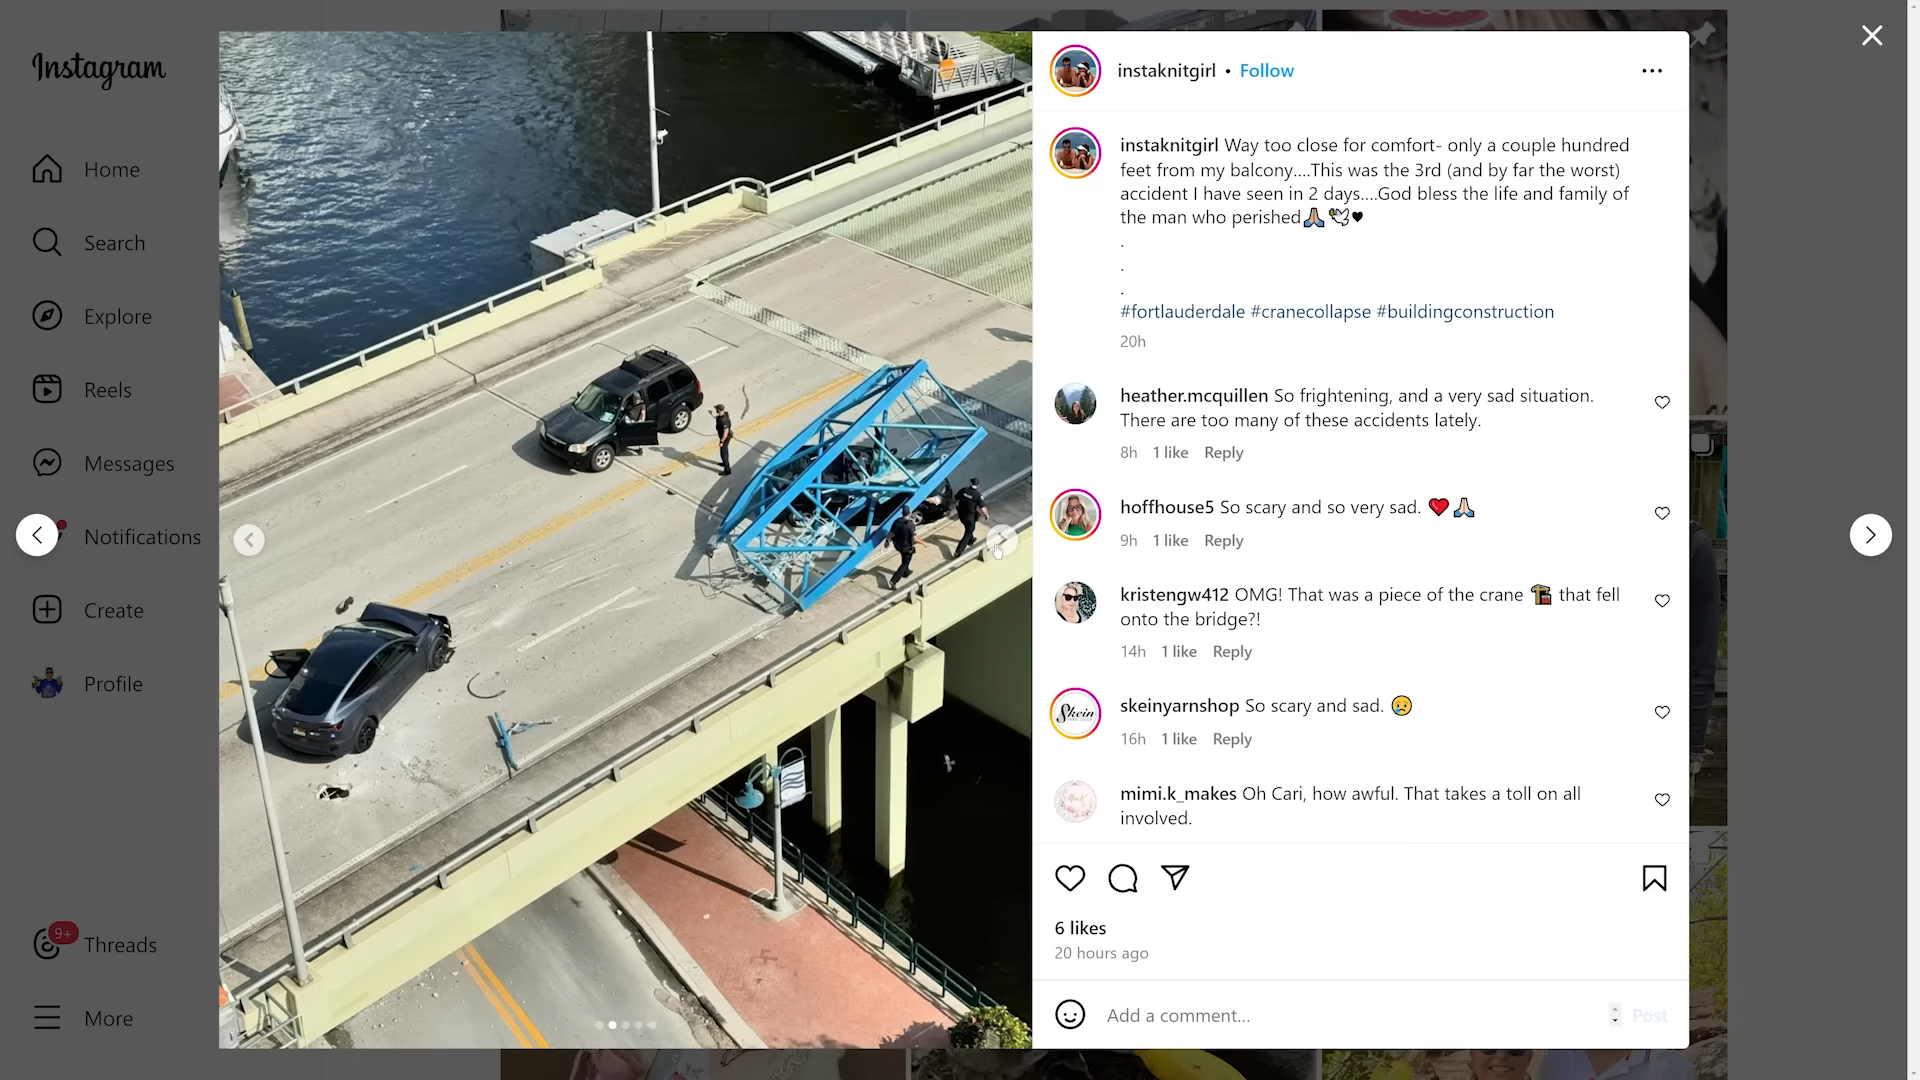 Instagram
Home
Search
Explore
Reels
Messages
Notifications
Create
Profile
9+
Threads
More
instaknitgirl • Follow
instaknitgirl Way too close for comfort- only a couple hundred
feet from my balcony....This was the 3rd (and by far the worst)
accident I have seen in 2 days....God bless the life and family of
the man who perished🙏🏽🕊️🖤
.
.
.
#fortlauderdale #cranecollapse #buildingconstruction
20h
heather.mcquillen So frightening, and a very sad situation.
There are too many of these accidents lately.
8h 1 like Reply
hoffhouse5 So scary and so very sad. ❤️🙏🏻
9h 1 like Reply
kristengw412 OMG! That was a piece of the crane 🏗️ that fell
onto the bridge?!
14h 1 like Reply
Skein
skeinyarnshop So scary and sad. 😢
16h 1 like Reply
mimi.k_makes Oh Cari, how awful. That takes a toll on all
involved.
6 likes
20 hours ago
Add a comment...
Post